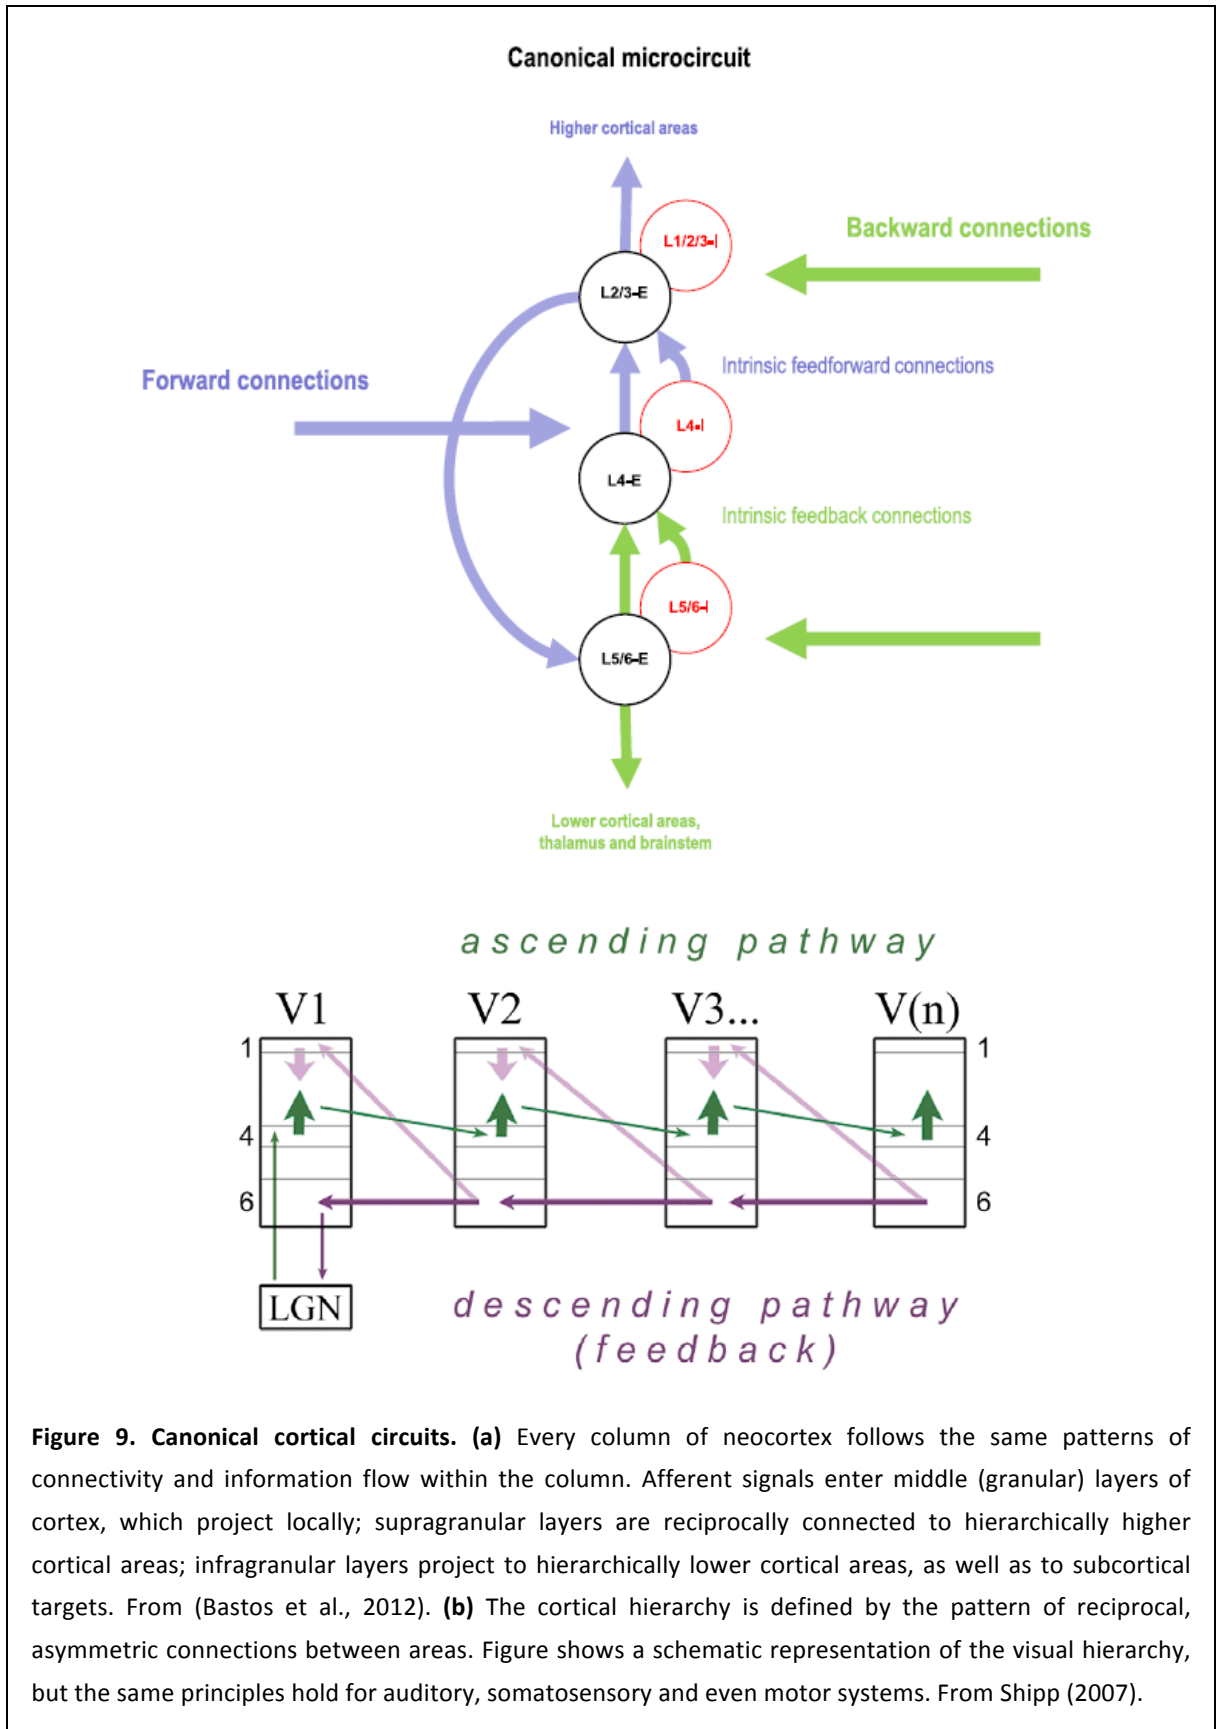 Canonical microcircuit
Higher cortical areas
L1/2/3-I
Backward connections
L2/3-E
Intrinsic feedforward connections
Forward connections
L4-I
L4-E
Intrinsic feedback connections
L5/6-I
L5/6-E
Lower cortical areas,
thalamus and brainstem
ascending pathway
V1 V2 V3... V(n)
1 1
4 4
6 6
LGN
descending pathway
(feedback)
Figure 9. Canonical cortical circuits. (a) Every column of neocortex follows the same patterns of
connectivity and information flow within the column. Afferent signals enter middle (granular) layers of
cortex, which project locally; supragranular layers are reciprocally connected to hierarchically higher
cortical areas; infragranular layers project to hierarchically lower cortical areas, as well as to subcortical
targets. From (Bastos et al., 2012). (b) The cortical hierarchy is defined by the pattern of reciprocal,
asymmetric connections between areas. Figure shows a schematic representation of the visual hierarchy,
but the same principles hold for auditory, somatosensory and even motor systems. From Shipp (2007).